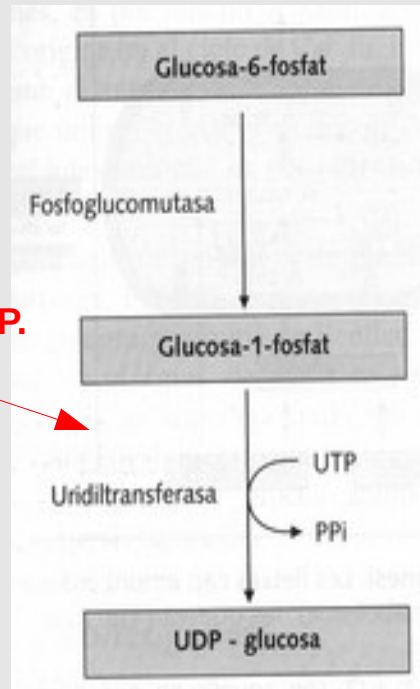 Glucosa-6-fosfat
Fosfoglucomutasa
P.
Glucosa-1-fosfat
UTP
Uridiltransferasa
PPi
UDP - glucosa